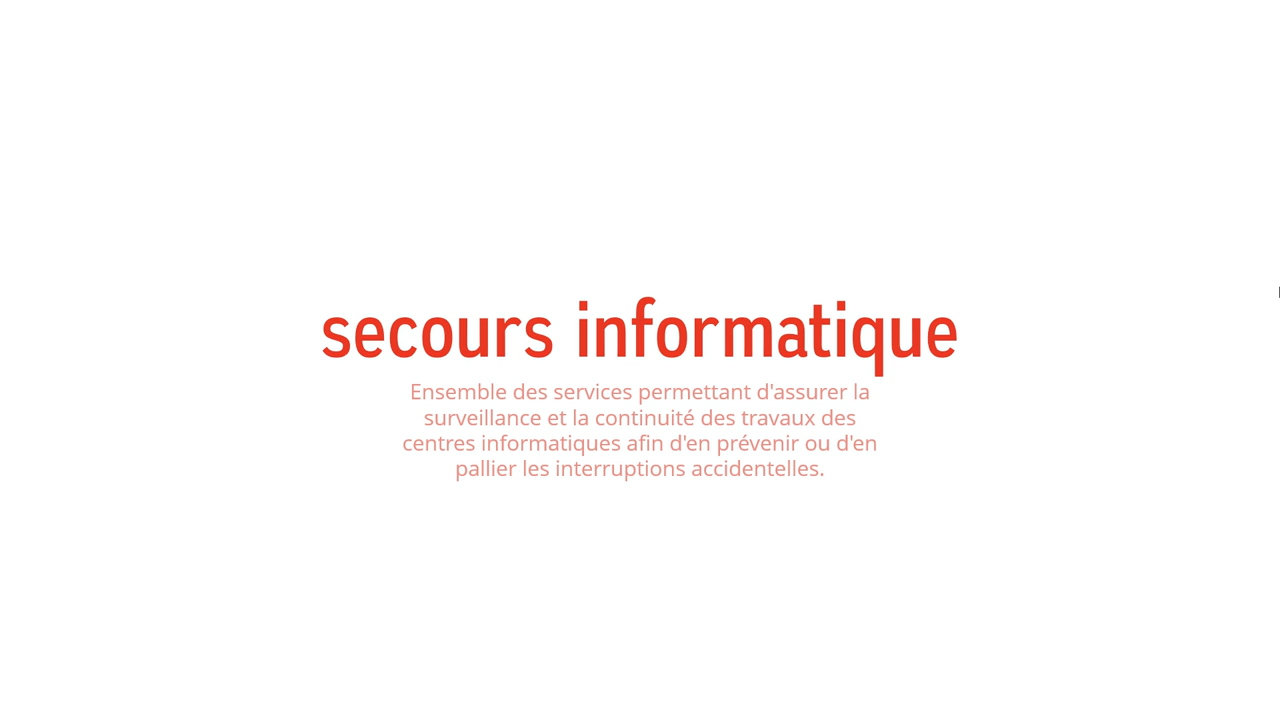 secours informatique
Ensemble des services permettant d'assurer la
surveillance et la continuité des travaux des
centres informatiques afin d'en prévenir ou d'en
pallier les interruptions accidentelles.